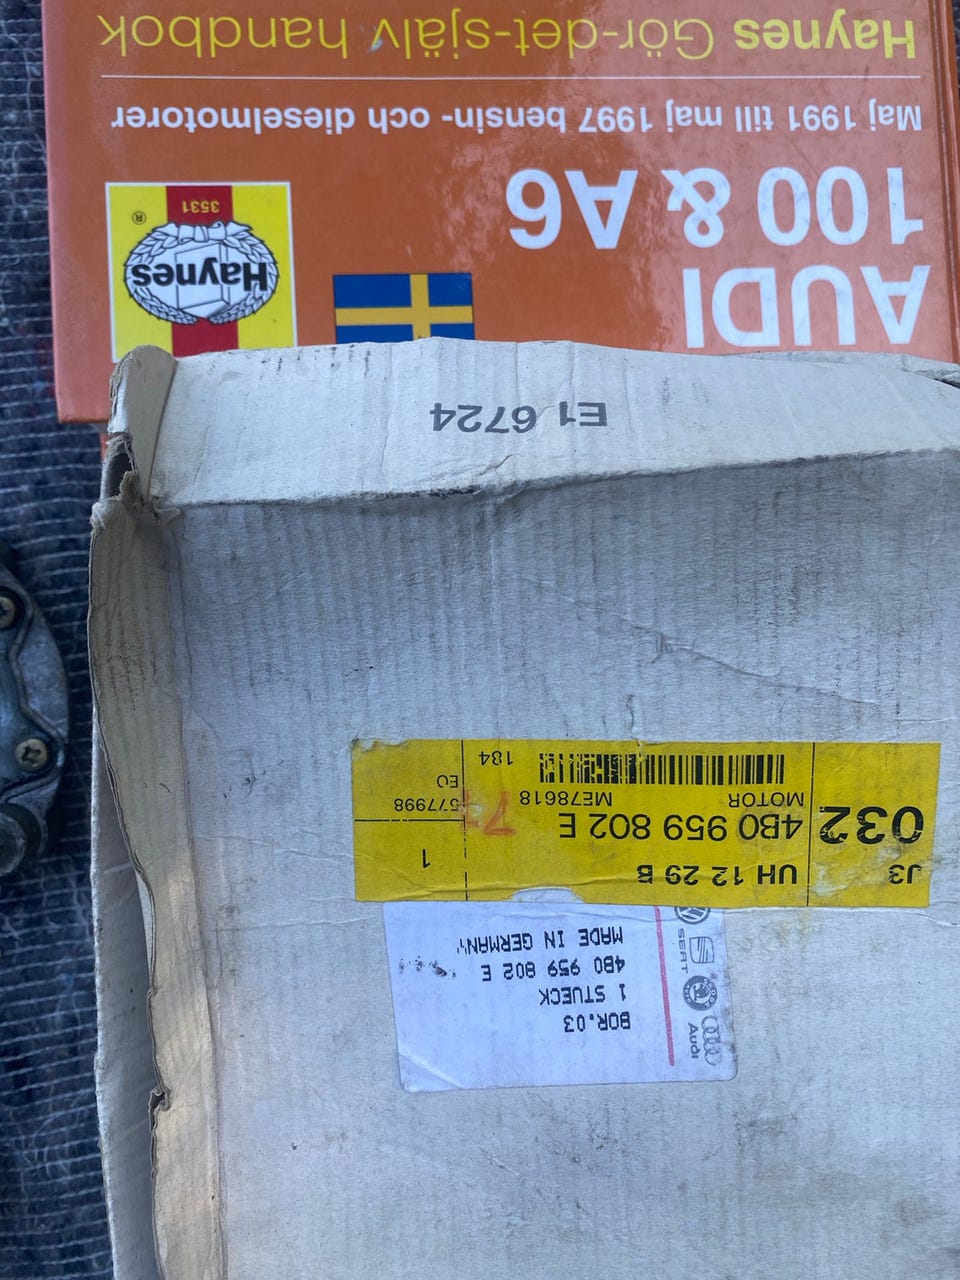 AUDI
100 & A6
Maj 1991 till maj 1997 bensin- och dieselmotorer
Haynes Gör-det-själv handbok
Haynes
3531
®
E1 6724
J3
032
UH 12 29 B
4B0 959 802 E
MOTOR
ME78618
184
1
577998
EO
BOR.03
1 STUECK
4B0 959 802 E
MADE IN GERMANY
Audi
SEAT